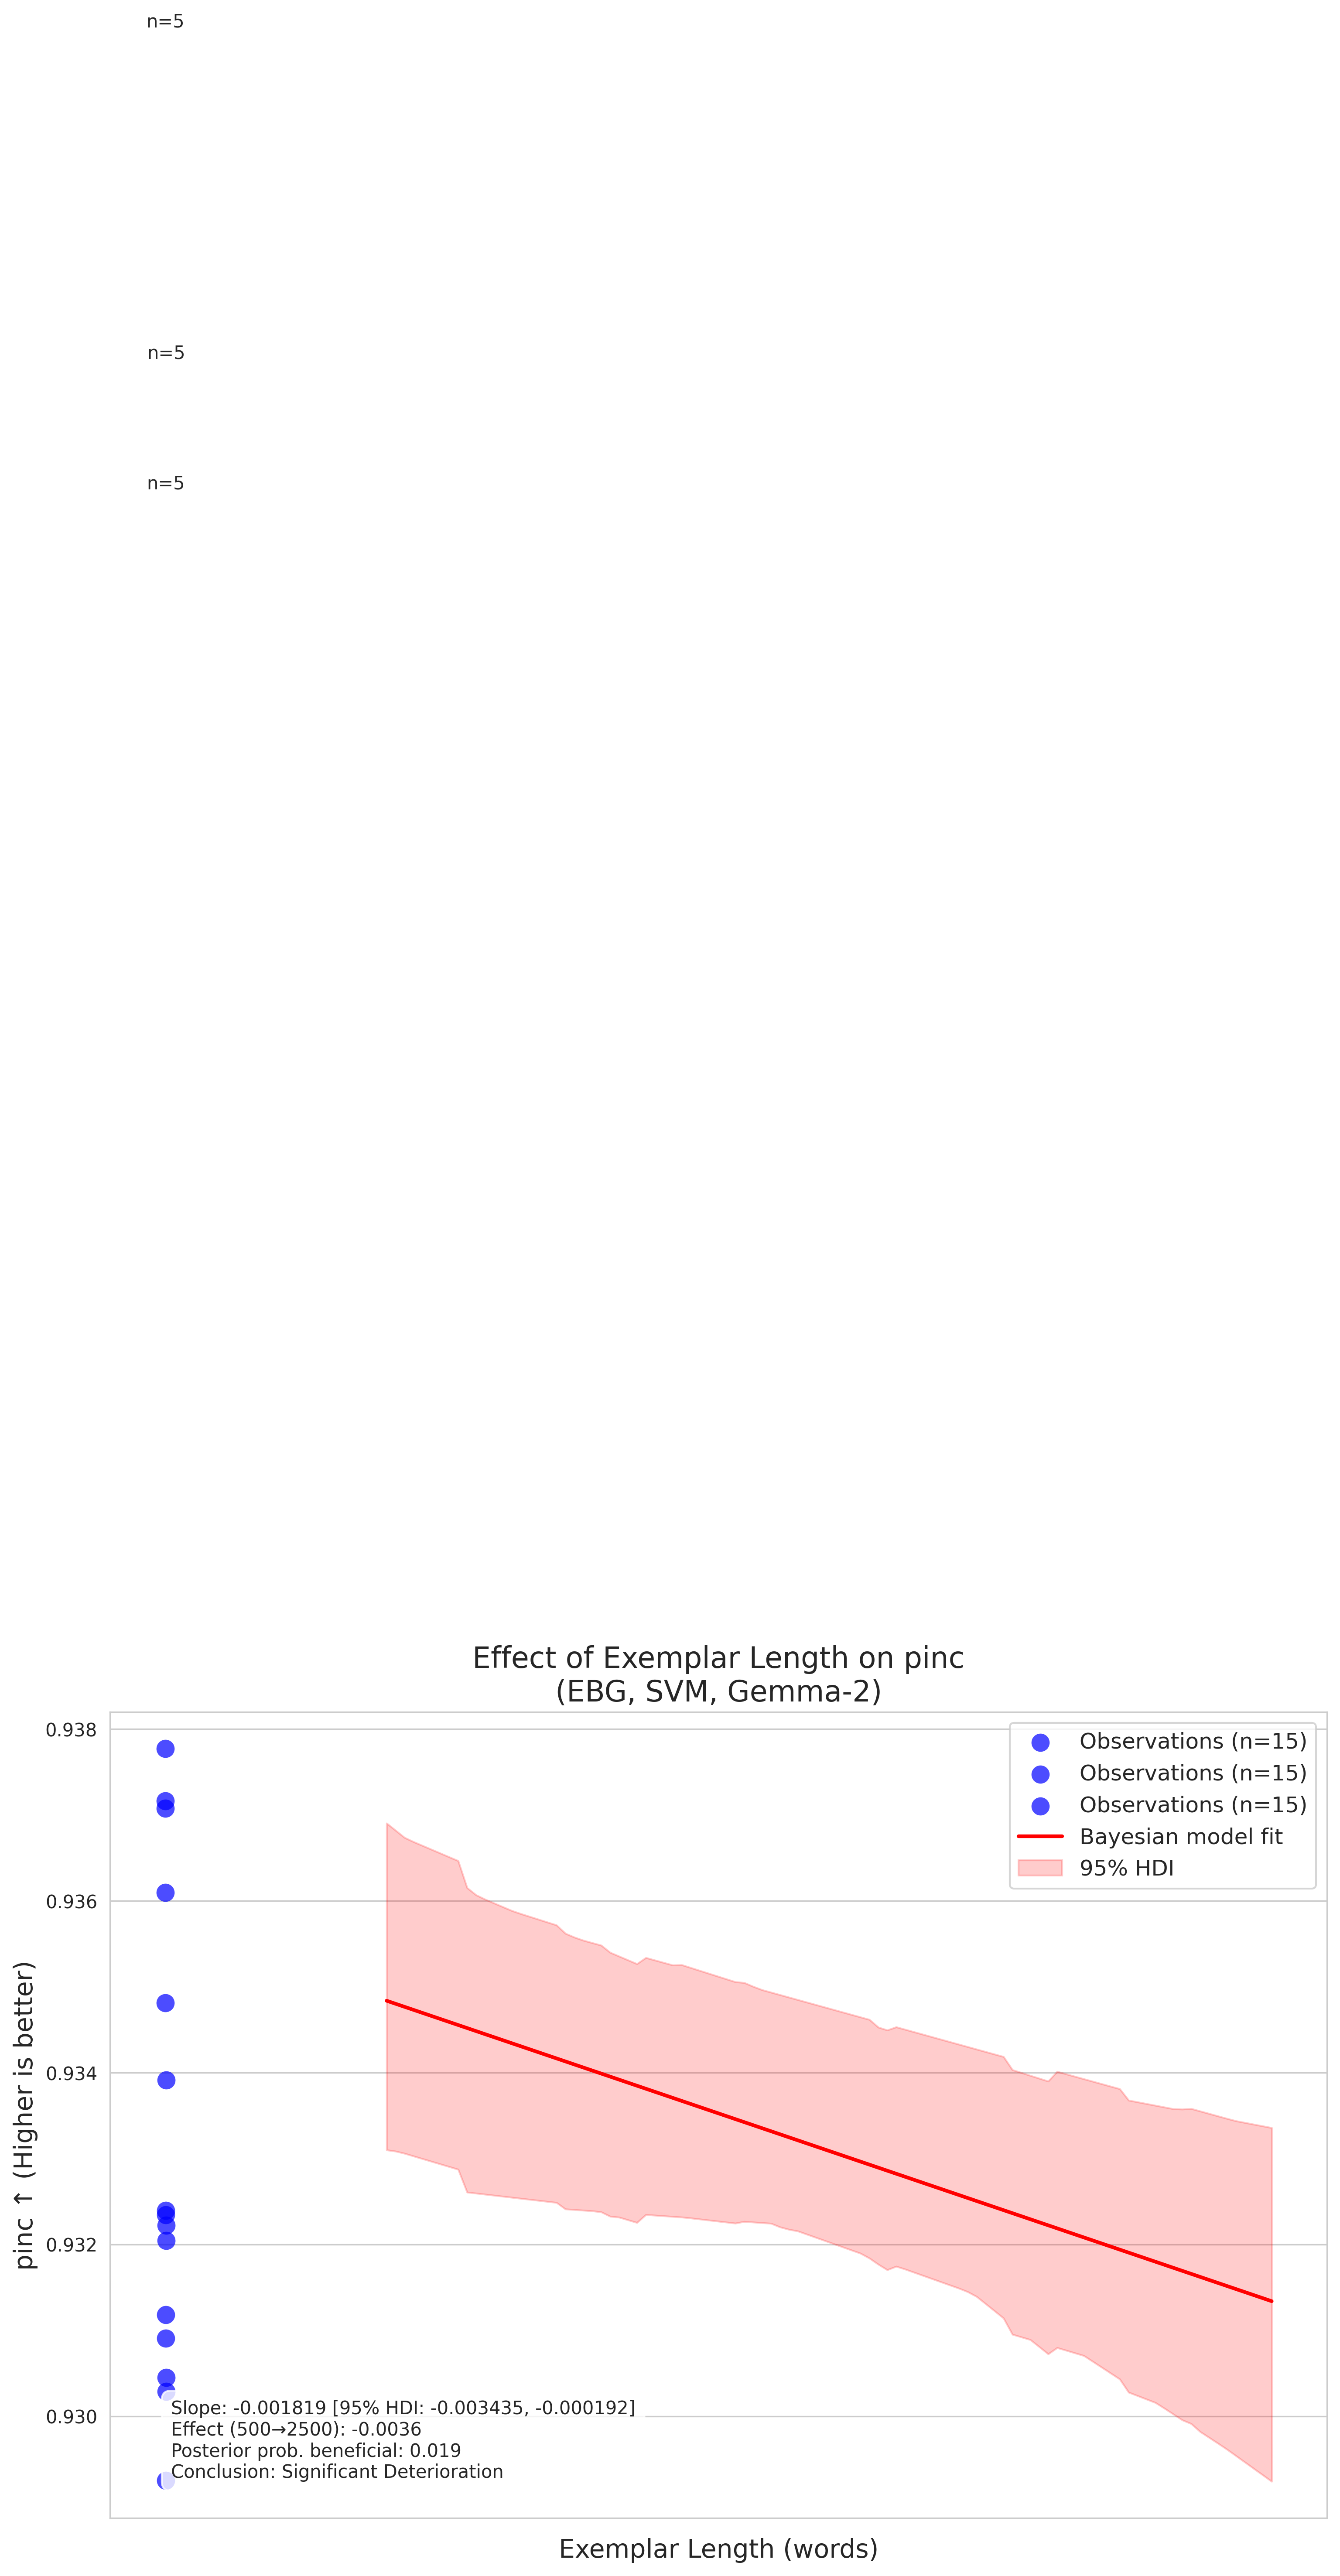 n=5
n=5
n=5
Effect of Exemplar Length on pinc
(EBG, SVM, Gemma-2)
Observations (n=15)
Observations (n=15)
Observations (n=15)
Bayesian model fit
95% HDI
pinc ↑ (Higher is better)
0.938
0.936
0.934
0.932
0.930
Slope: -0.001819 [95% HDI: -0.003435, -0.000192]
Effect (500→2500): -0.0036
Posterior prob. beneficial: 0.019
Conclusion: Significant Deterioration
Exemplar Length (words)